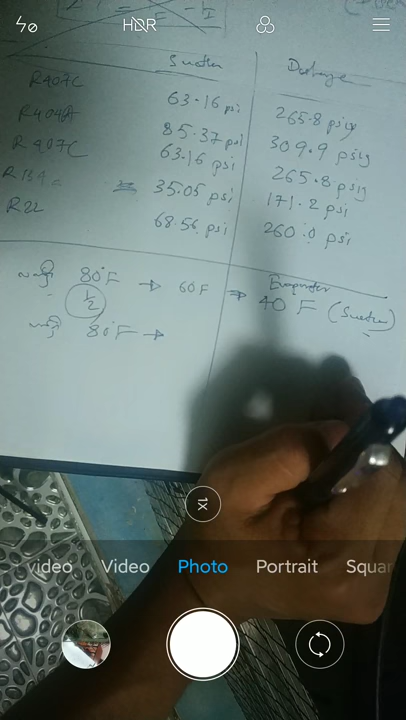 HDR
Suction
Discharge
R407C 63.16 psi 265.8 psig
R404A 85.37 psi 309.9 psig
R407C 63.16 psi 265.8 psig
R134a 35.05 psi 171.2 psi
R22 68.56 psi 260.0 psi
80°F → 60F → Evaporator
40 F (Suction)
1/2
80°F →
1X
video Video Photo Portrait Squar